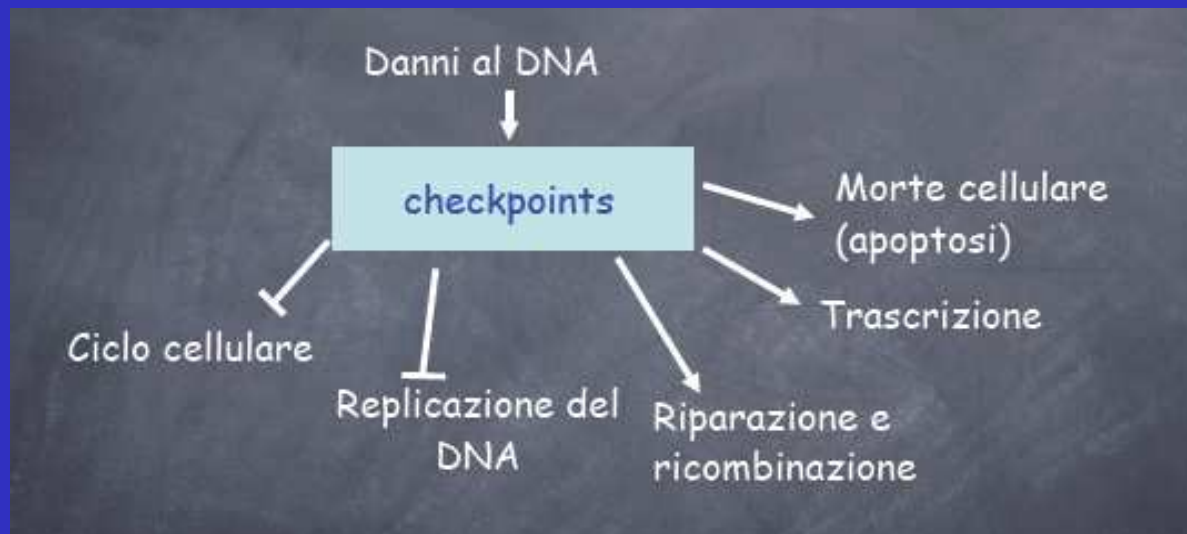 Danni al DNA
checkpoints
Morte cellulare
(apoptosi)
Trascrizione
Ciclo cellulare
Replicazione del
DNA
Riparazione e
ricombinazione